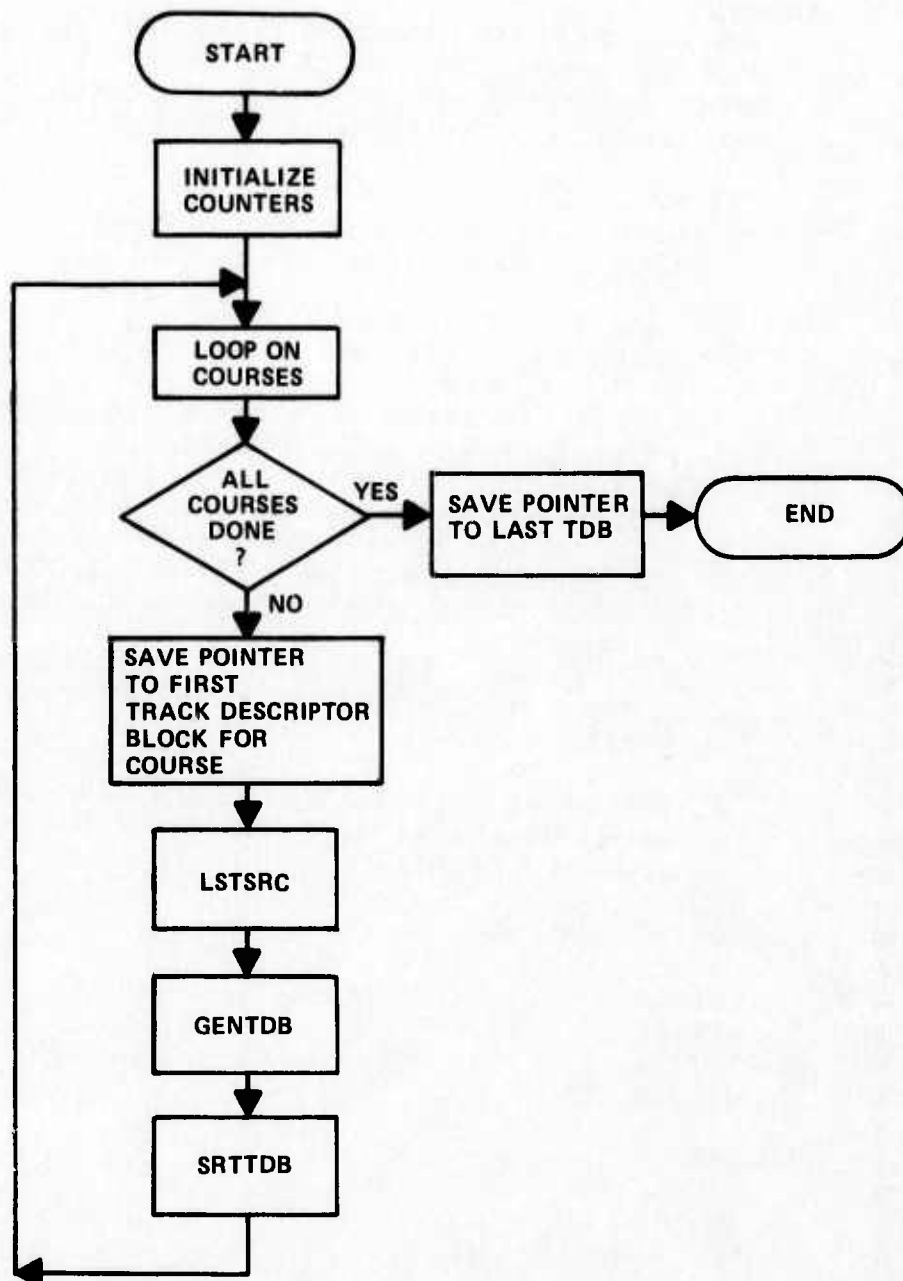 START
INITIALIZE
COUNTERS
LOOP ON
COURSES
ALL
COURSES
DONE
?
YES
SAVE POINTER
TO LAST TDB
END
NO
SAVE POINTER
TO FIRST
TRACK DESCRIPTOR
BLOCK FOR
COURSE
LSTSRC
GENTDB
SRTTDB